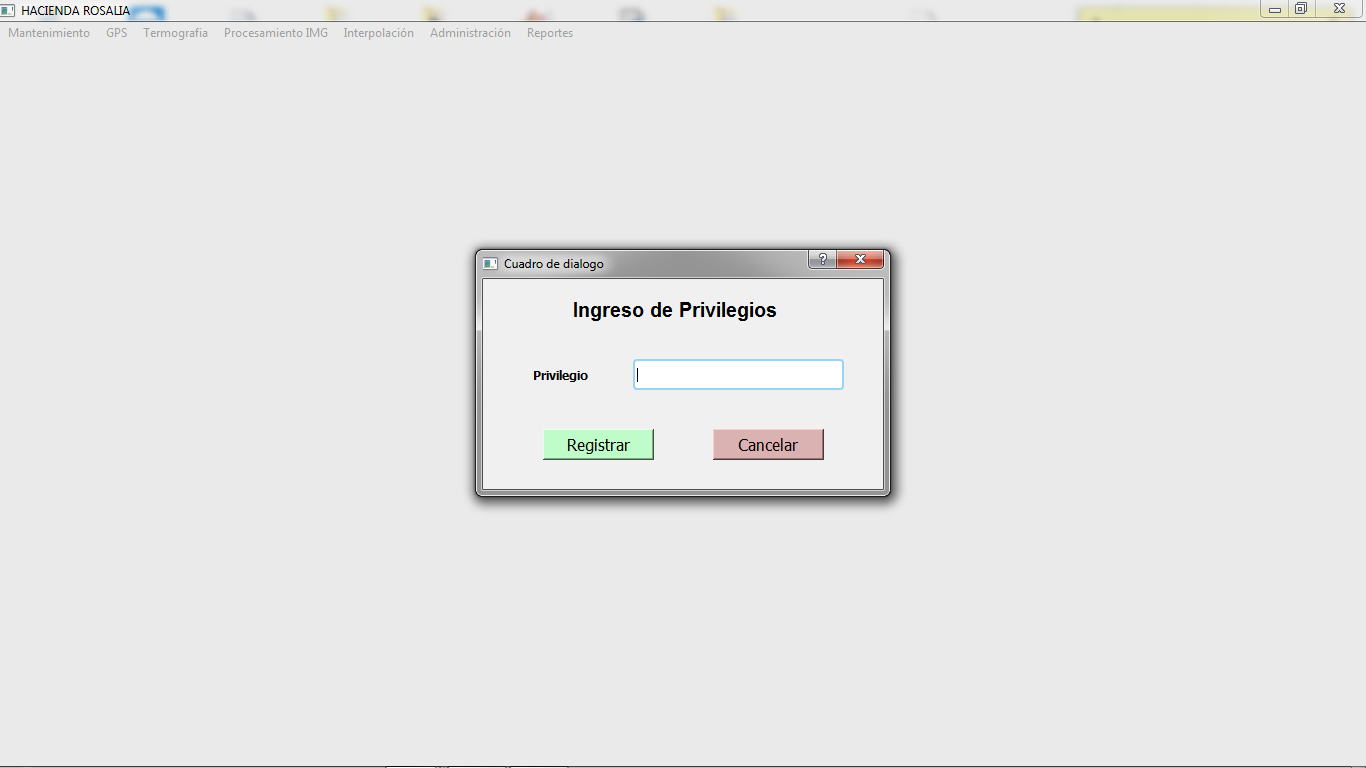 HACIENDA ROSALIA
Mantenimiento GPS Termografia Procesamiento IMG Interpolación Administración Reportes
Cuadro de dialogo
?
Ingreso de Privilegios
Privilegio
Registrar Cancelar